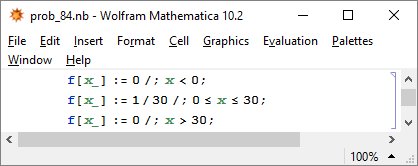 prob_84.nb - Wolfram Mathematica 10.2
File Edit Insert Format Cell Graphics Evaluation Palettes
Window Help
f[x_] := 0 /; x < 0;
f[x_] := 1 / 30 /; 0 ≤ x ≤ 30;
f[x_] := 0 /; x > 30;
100%